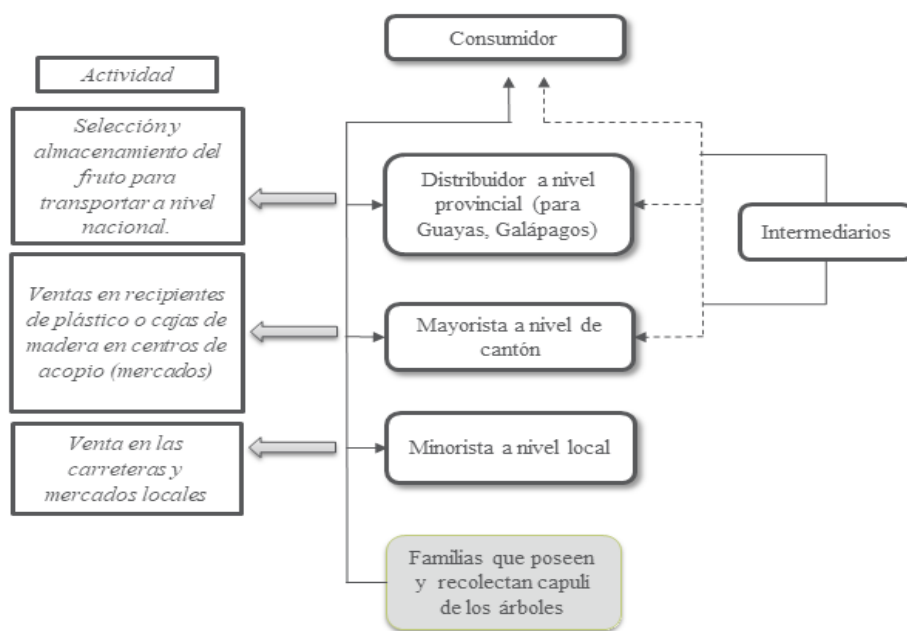 Consumidor
Actividad
Selección y
almacenamiento del
fruto para
transportar a nivel
nacional.
Distribuidor a nivel
provincial (para
Guayas, Galápagos)
Intermediarios
Ventas en recipientes
de plástico o cajas de
madera en centros de
acopio (mercados)
Mayorista a nivel de
cantón
Venta en las
carreteras y
mercados locales
Minorista a nivel local
Familias que poseen
y recolectan capulí
de los árboles